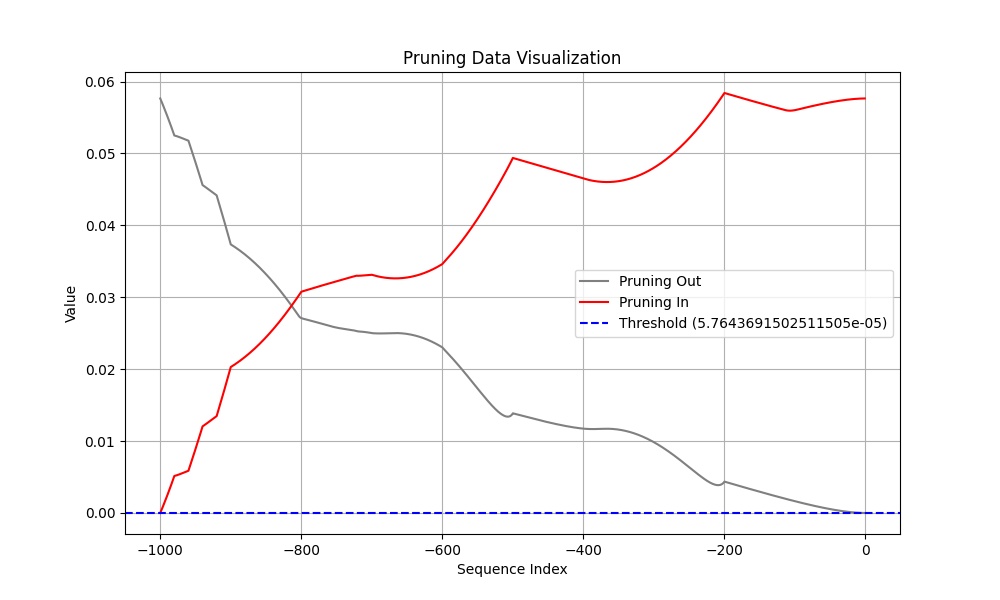 Pruning Data Visualization
0.06
0.05
0.04
0.03
0.02
0.01
0.00
Value
Pruning Out
Pruning In
Threshold (5.7643691502511505e-05)
−1000
−800
−600
−400
−200
0
Sequence Index